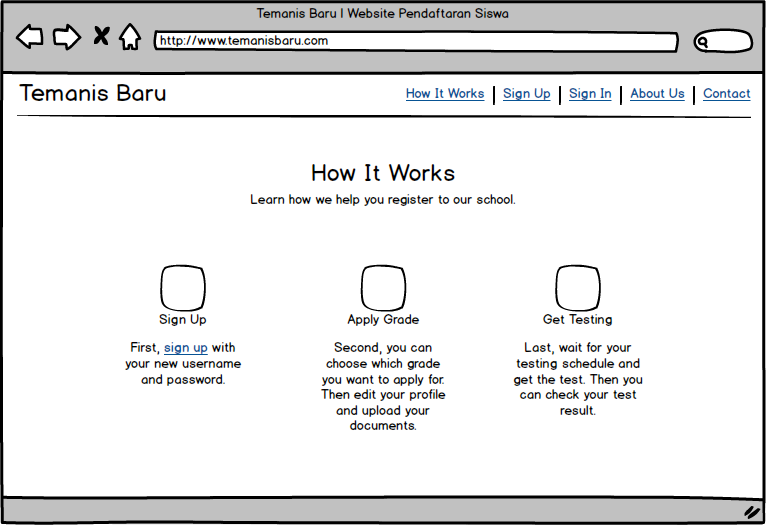 Temanis Baru | Website Pendaftaran Siswa
http://www.temanisbaru.com
Temanis Baru
How It Works | Sign Up | Sign In | About Us | Contact
How It Works
Learn how we help you register to our school.
Sign Up
First, sign up with
your new username
and password.
Apply Grade
Second, you can
choose which grade
you want to apply for.
Then edit your profile
and upload your
documents.
Get Testing
Last, wait for your
testing schedule and
get the test. Then you
can check your test
result.